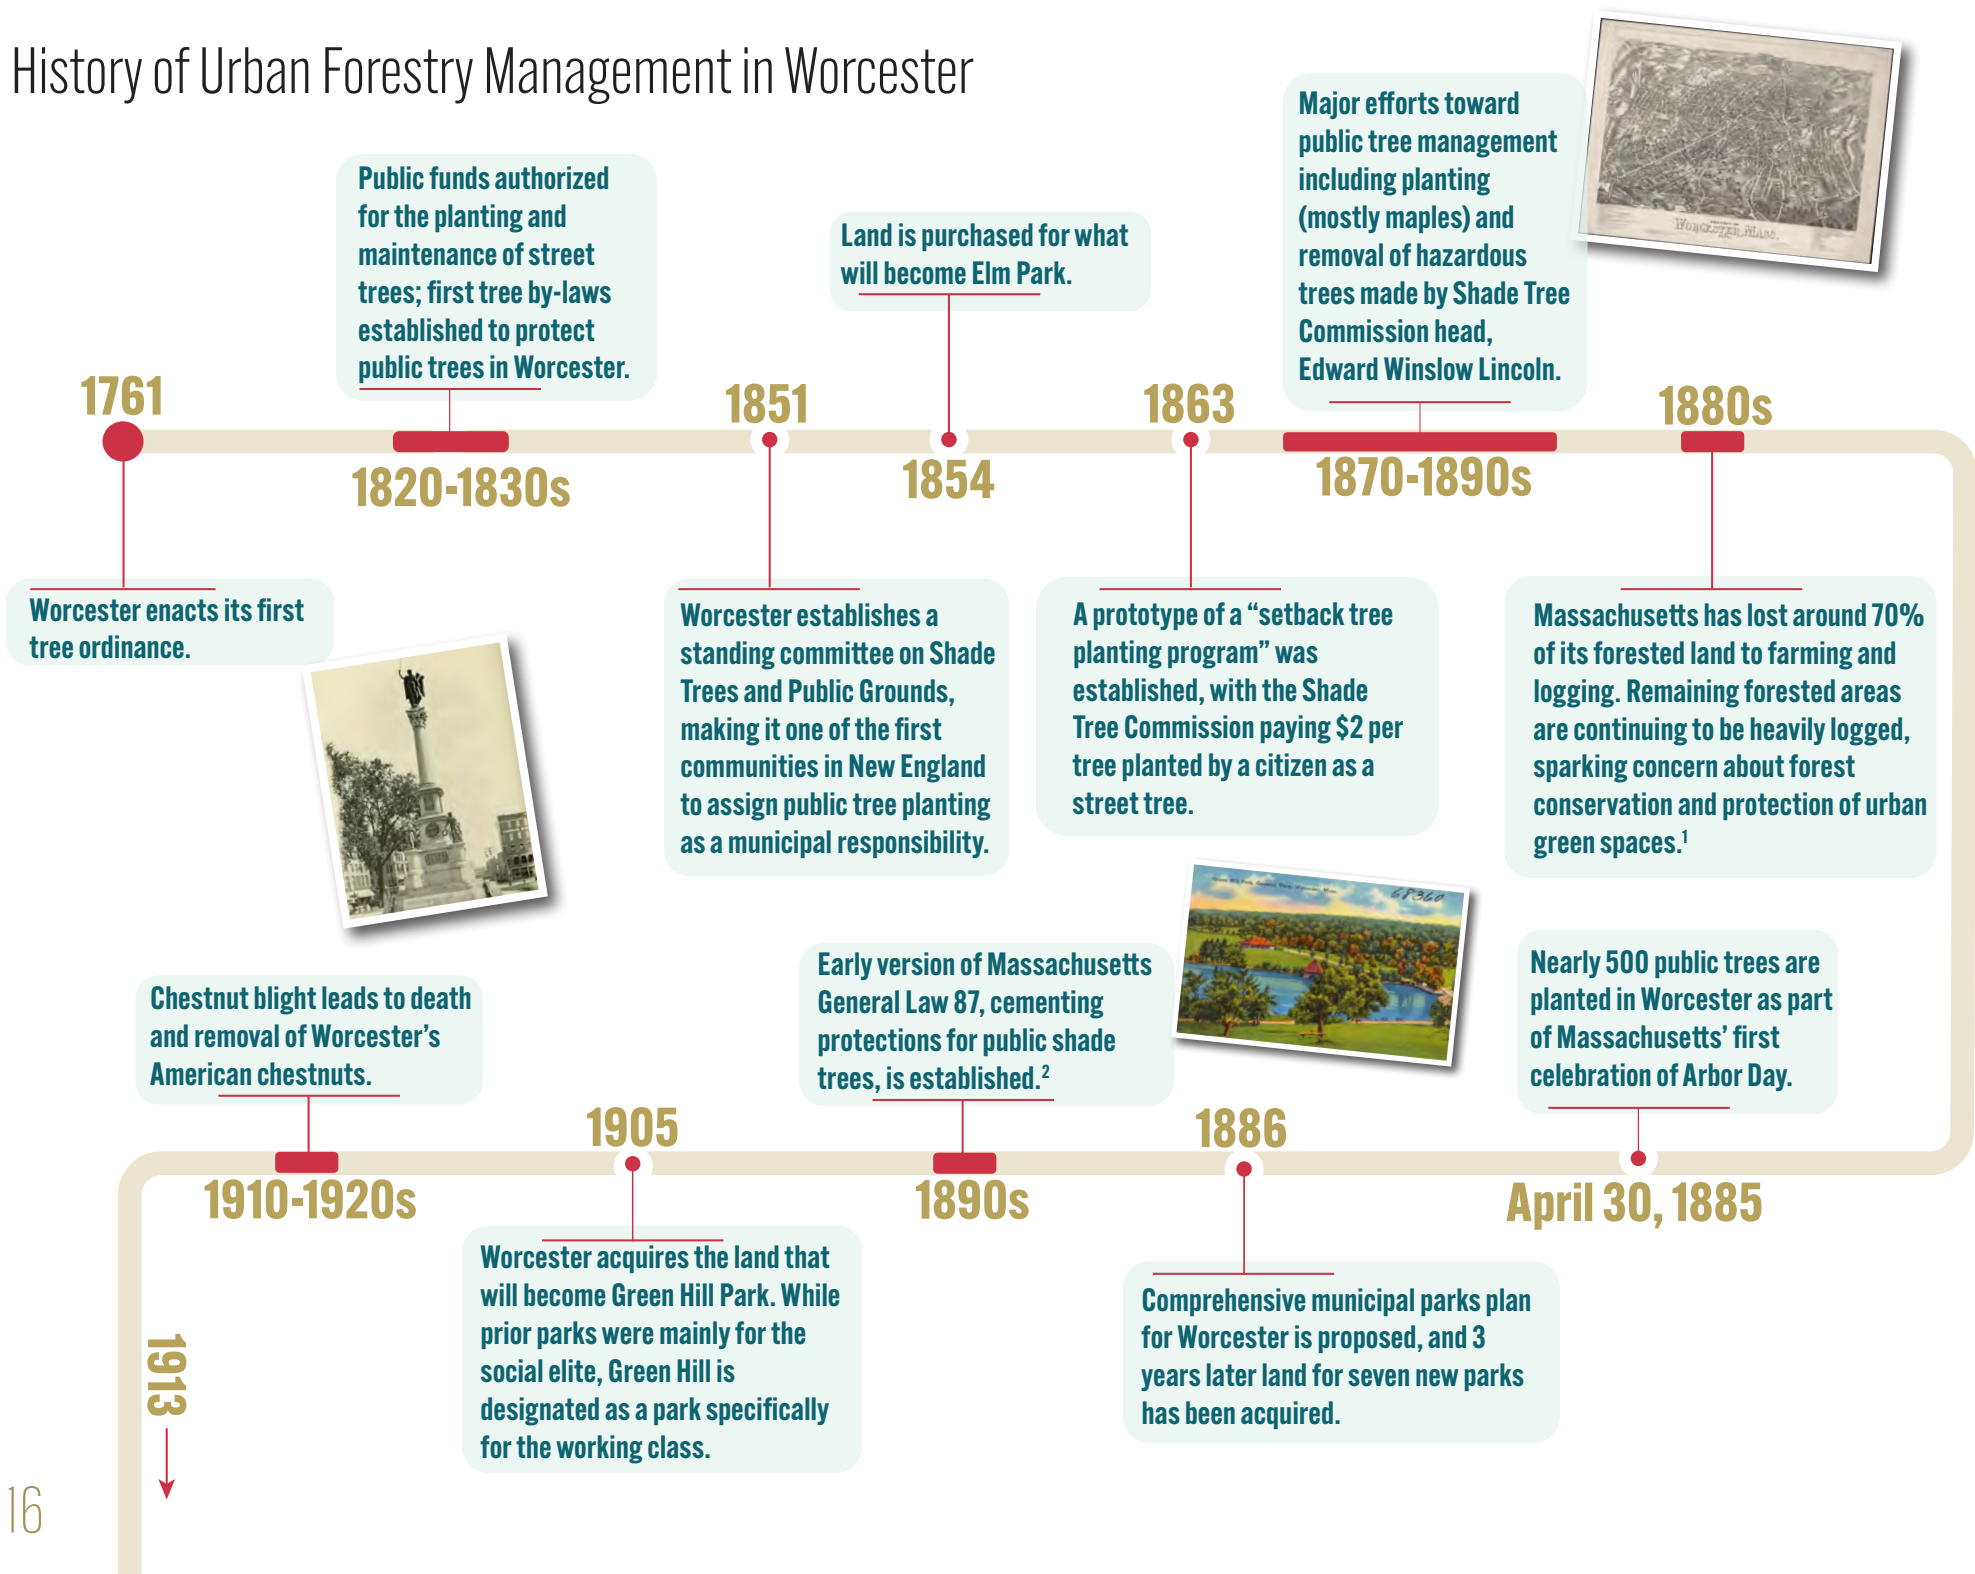 History of Urban Forestry Management in Worcester
1761
Worcester enacts its first
tree ordinance.
Public funds authorized
for the planting and
maintenance of street
trees; first tree by-laws
established to protect
public trees in Worcester.
1820-1830s
1851
Worcester establishes a
standing committee on Shade
Trees and Public Grounds,
making it one of the first
communities in New England
to assign public tree planting
as a municipal responsibility.
Land is purchased for what
will become Elm Park.
1854
1863
A prototype of a “setback tree
planting program” was
established, with the Shade
Tree Commission paying $2 per
tree planted by a citizen as a
street tree.
Major efforts toward
public tree management
including planting
(mostly maples) and
removal of hazardous
trees made by Shade Tree
Commission head,
Edward Winslow Lincoln.
1870-1890s
WORCESTER, MASS.
1880s
Massachusetts has lost around 70%
of its forested land to farming and
logging. Remaining forested areas
are continuing to be heavily logged,
sparking concern about forest
conservation and protection of urban
green spaces.1
Nearly 500 public trees are
planted in Worcester as part
of Massachusetts’ first
celebration of Arbor Day.
April 30, 1885
68360
1886
Comprehensive municipal parks plan
for Worcester is proposed, and 3
years later land for seven new parks
has been acquired.
Early version of Massachusetts
General Law 87, cementing
protections for public shade
trees, is established.2
1890s
1905
Worcester acquires the land that
will become Green Hill Park. While
prior parks were mainly for the
social elite, Green Hill is
designated as a park specifically
for the working class.
Chestnut blight leads to death
and removal of Worcester’s
American chestnuts.
1910-1920s
1913
16